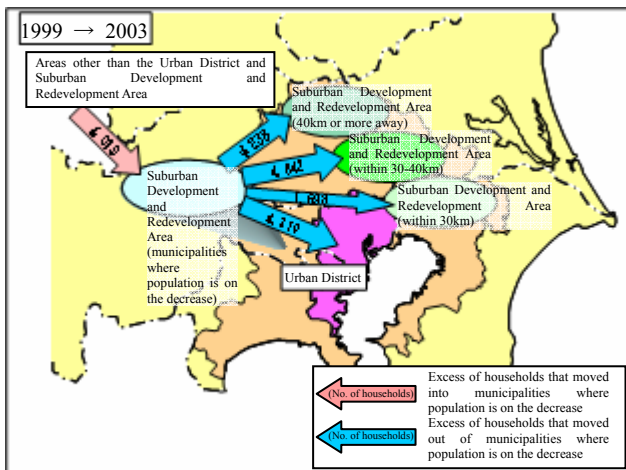 1999 → 2003
Areas other than the Urban District and
Suburban Development and
Redevelopment Area
Suburban Development
and Redevelopment Area
(40km or more away)
Suburban Development
and Redevelopment Area
(within 30-40km)
Suburban Development and
Redevelopment Area
(within 30km)
Suburban
Development
and
Redevelopment
Area
(municipalities
where
population is on
the decrease)
Urban District
(No. of households)
Excess of households that moved
into municipalities where
population is on the decrease
(No. of households)
Excess of households that moved
out of municipalities where
population is on the decrease